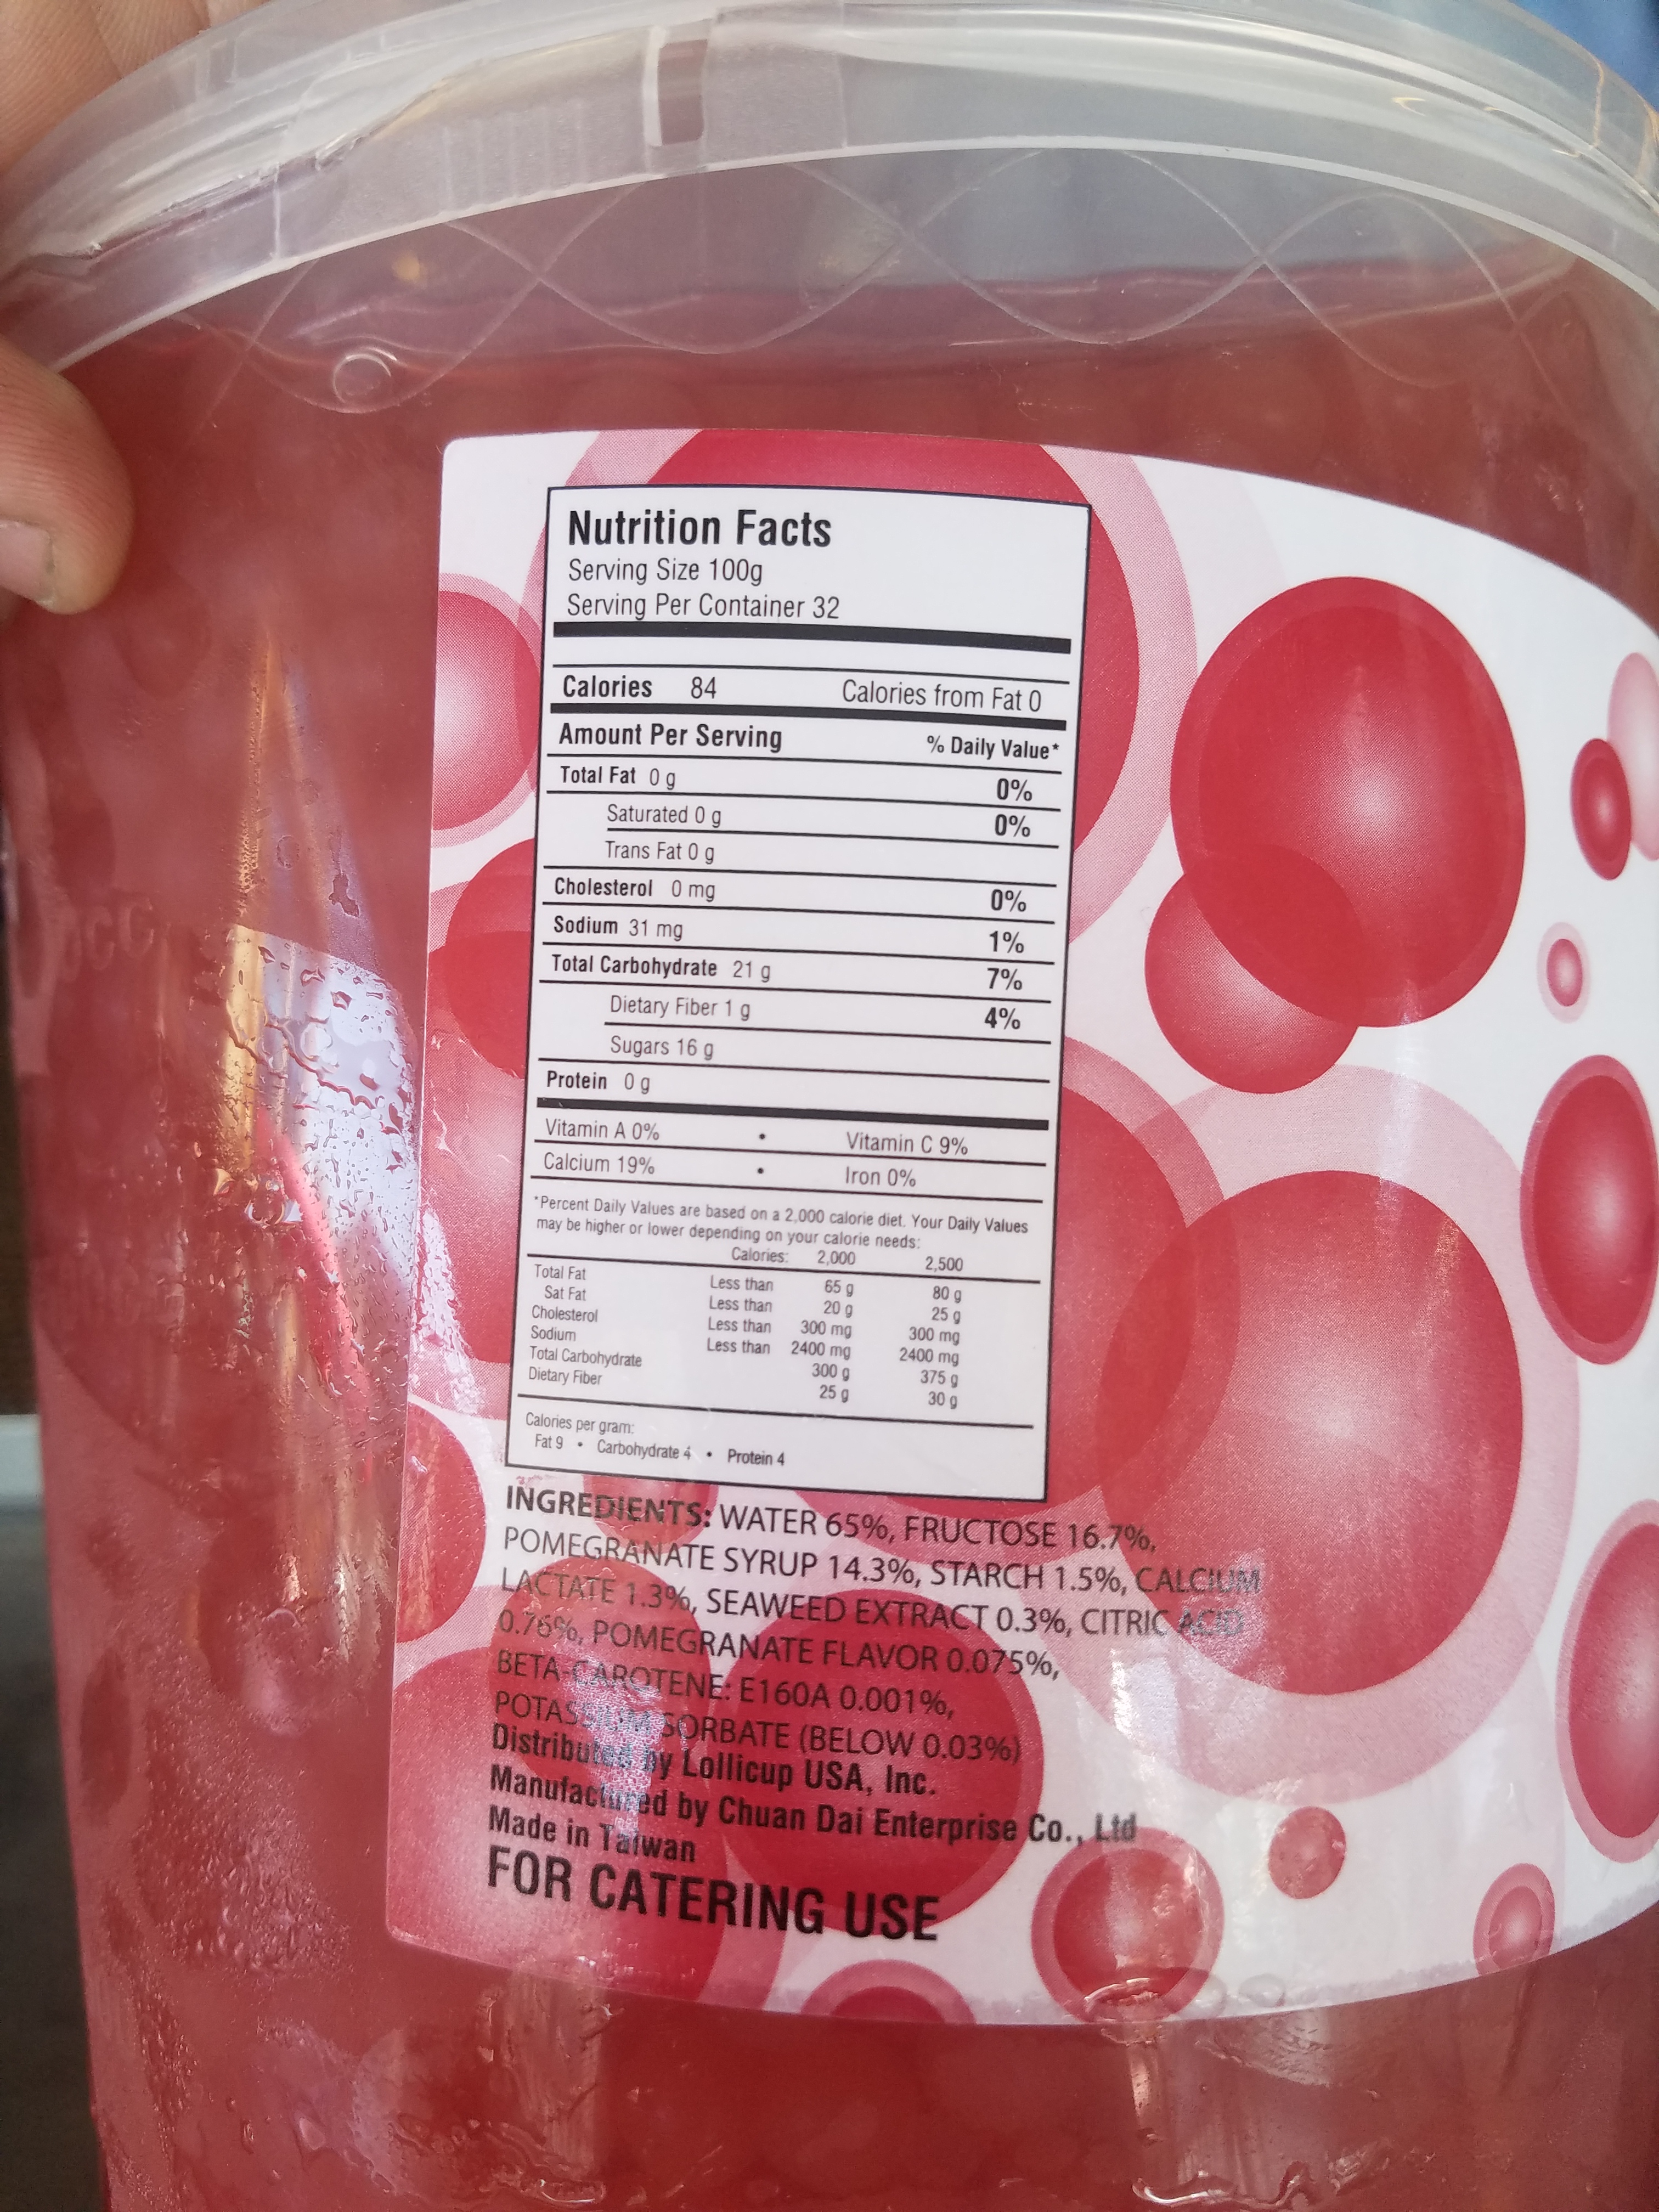 Nutrition Facts
Serving Size 100g
Serving Per Container 32
Calories 84 Calories from Fat 0
Amount Per Serving % Daily Value*
Total Fat 0 g 0%
Saturated 0 g 0%
Trans Fat 0 g
Cholesterol 0 mg 0%
Sodium 31 mg 1%
Total Carbohydrate 21 g 7%
Dietary Fiber 1 g 4%
Sugars 16 g
Protein 0 g
Vitamin A 0% • Vitamin C 9%
Calcium 19% • Iron 0%
*Percent Daily Values are based on a 2,000 calorie diet. Your Daily Values
may be higher or lower depending on your calorie needs:
Calories: 2,000 2,500
Total Fat Less than 65 g 80 g
Sat Fat Less than 20 g 25 g
Cholesterol Less than 300 mg 300 mg
Sodium Less than 2400 mg 2400 mg
Total Carbohydrate 300 g 375 g
Dietary Fiber 25 g 30 g
Calories per gram:
Fat 9 • Carbohydrate 4 • Protein 4
INGREDIENTS: WATER 65%, FRUCTOSE 16.7%,
POMEGRANATE SYRUP 14.3%, STARCH 1.5%, CALCIUM
LACTATE 1.3%, SEAWEED EXTRACT 0.3%, CITRIC ACID
0.76%, POMEGRANATE FLAVOR 0.075%,
BETA-CAROTENE: E160A 0.001%,
POTASSIUM SORBATE (BELOW 0.03%)
Distributed by Lollicup USA, Inc.
Manufactured by Chuan Dai Enterprise Co., Ltd
Made in Taiwan
FOR CATERING USE